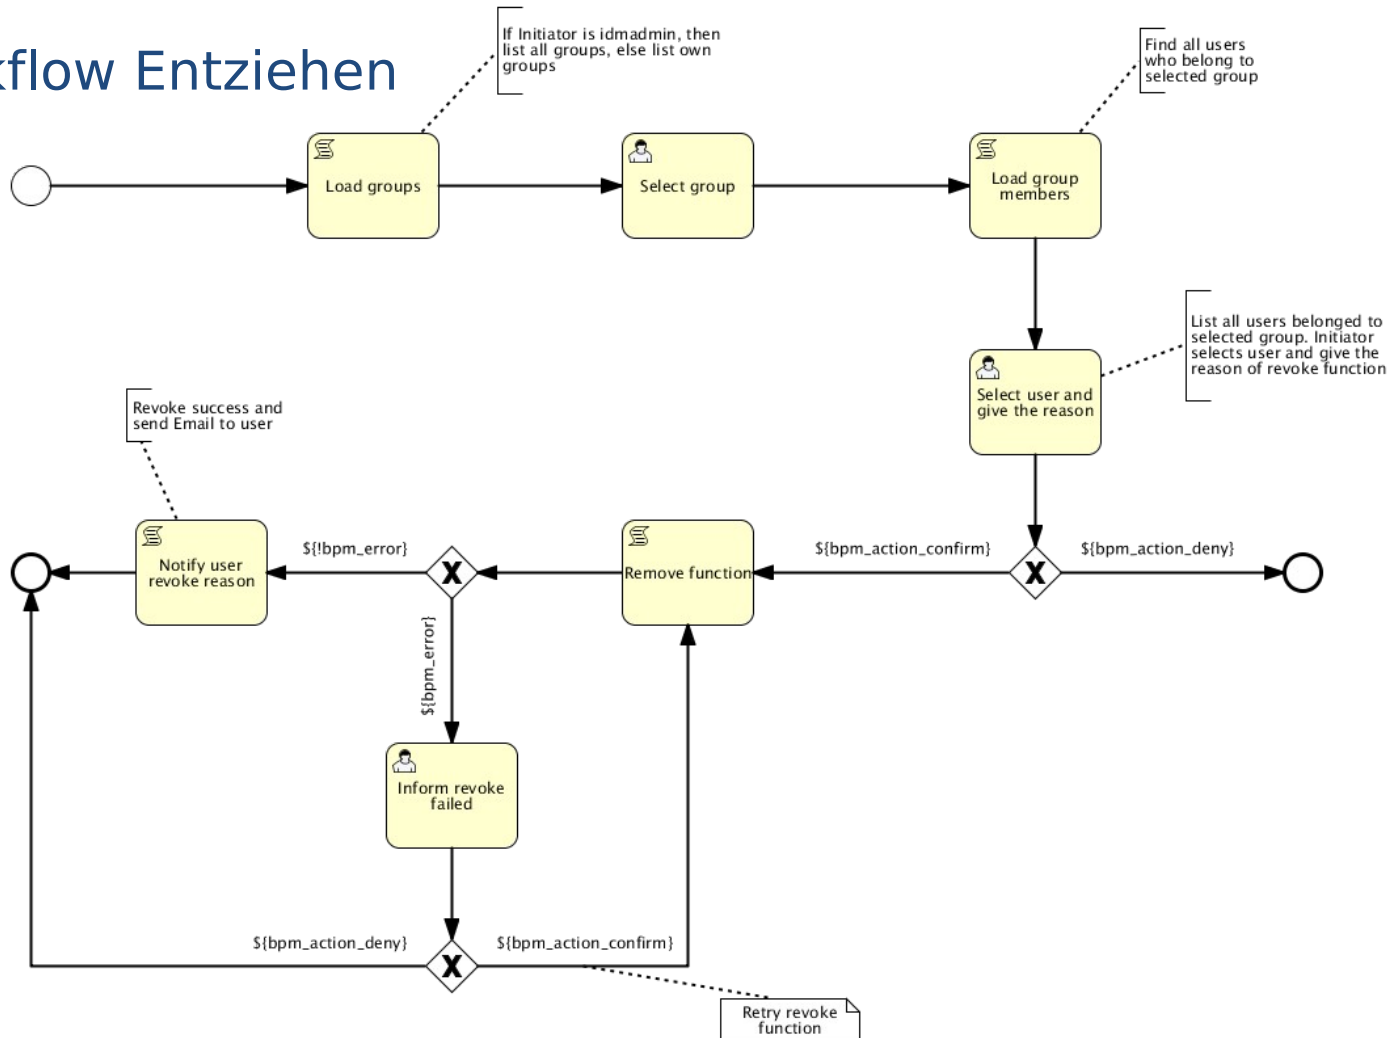 kflow Entziehen
If Initiator is idmadmin, then
list all groups, else list own
groups
Find all users
who belong to
selected group
Load groups
Select group
Load group
members
List all users belonged to
selected group. Initiator
selects user and give the
reason of revoke function
Select user and
give the reason
Revoke success and
send Email to user
Notify user
revoke reason
${!bpm_error}
Remove function
${bpm_action_confirm}
X
X
${bpm_action_deny}
${bpm_error}
Inform revoke
failed
${bpm_action_deny}
X
${bpm_action_confirm}
Retry revoke
function